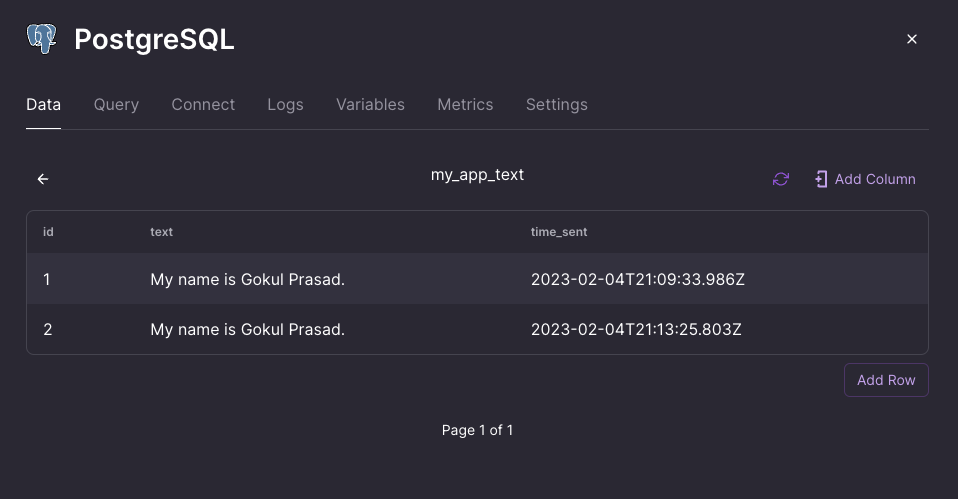 PostgreSQL
Data Query Connect Logs Variables Metrics Settings
my_app_text
Add Column
id text time_sent
1 My name is Gokul Prasad. 2023-02-04T21:09:33.986Z
2 My name is Gokul Prasad. 2023-02-04T21:13:25.803Z
Add Row
Page 1 of 1